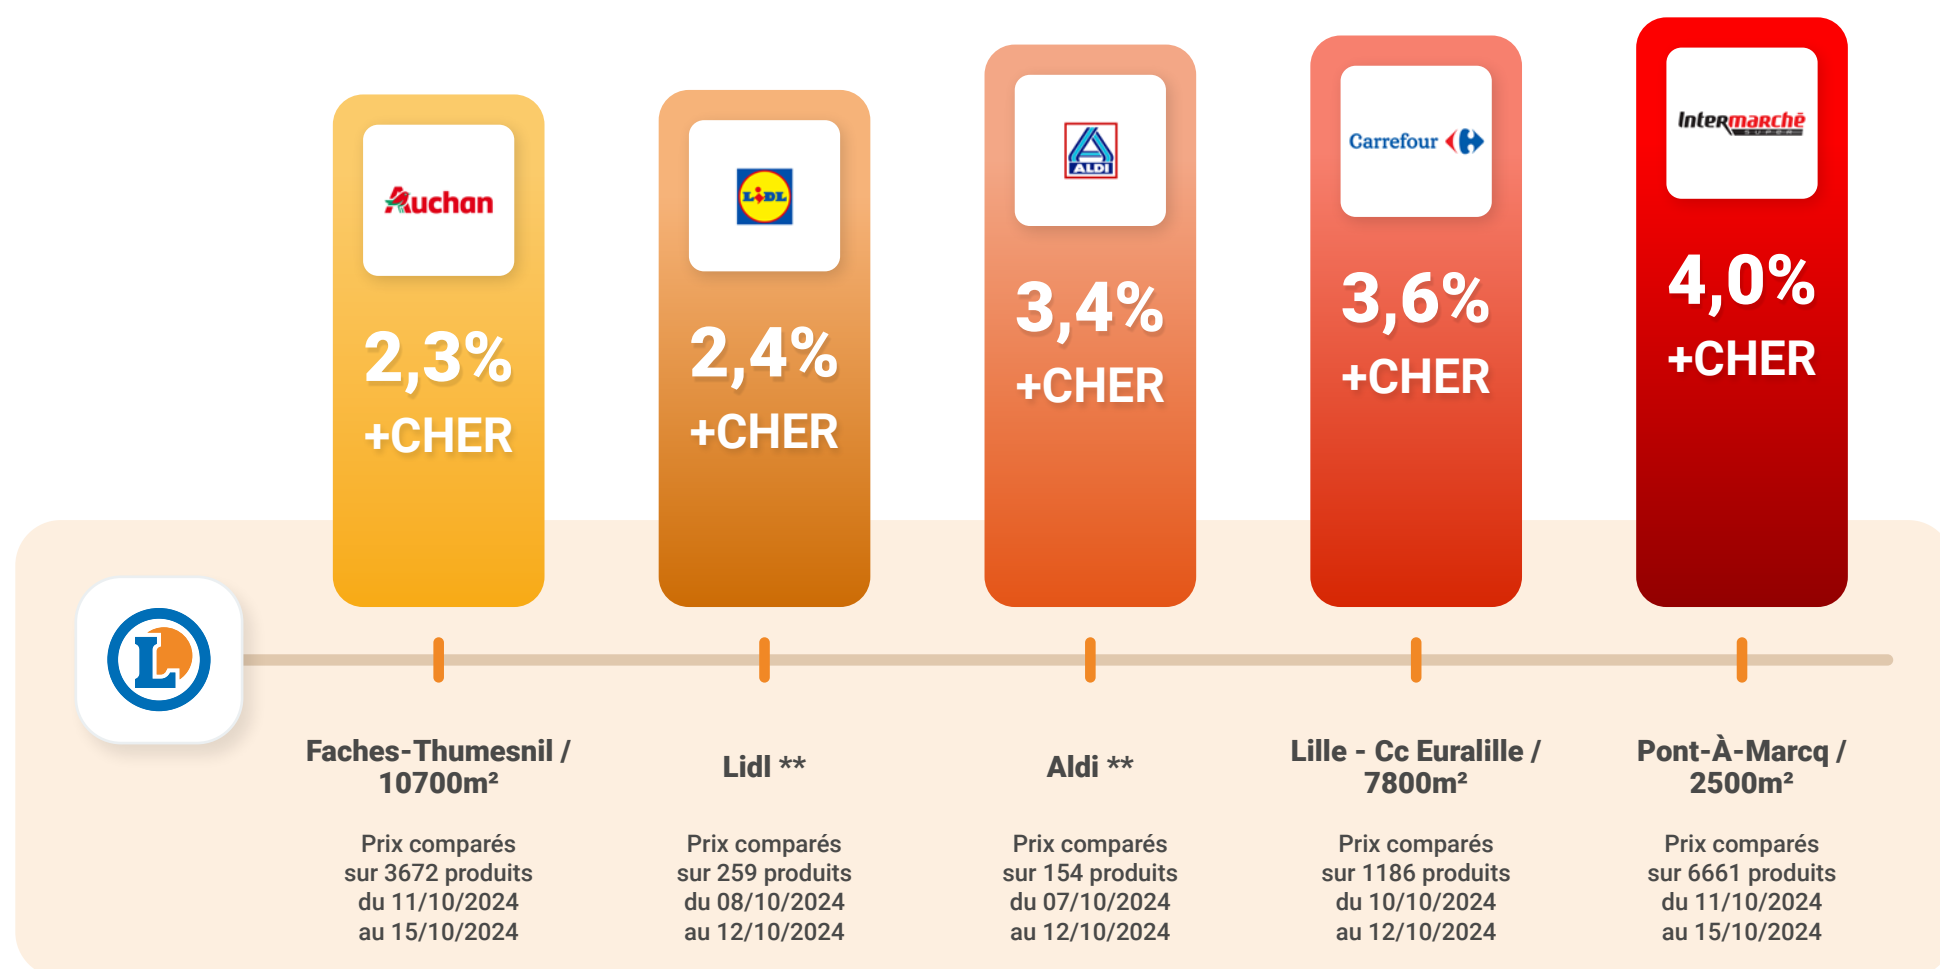 Auchan
2,3%
+CHER
LiDL
2,4%
+CHER
ALDI
3,4%
+CHER
Carrefour
3,6%
+CHER
Intermarchē
SUPER
4,0%
+CHER
L
Faches-Thumesnil /
10700m²
Prix comparés
sur 3672 produits
du 11/10/2024
au 15/10/2024
Lidl **
Prix comparés
sur 259 produits
du 08/10/2024
au 12/10/2024
Aldi **
Prix comparés
sur 154 produits
du 07/10/2024
au 12/10/2024
Lille - Cc Euralille /
7800m²
Prix comparés
sur 1186 produits
du 10/10/2024
au 12/10/2024
Pont-À-Marcq /
2500m²
Prix comparés
sur 6661 produits
du 11/10/2024
au 15/10/2024